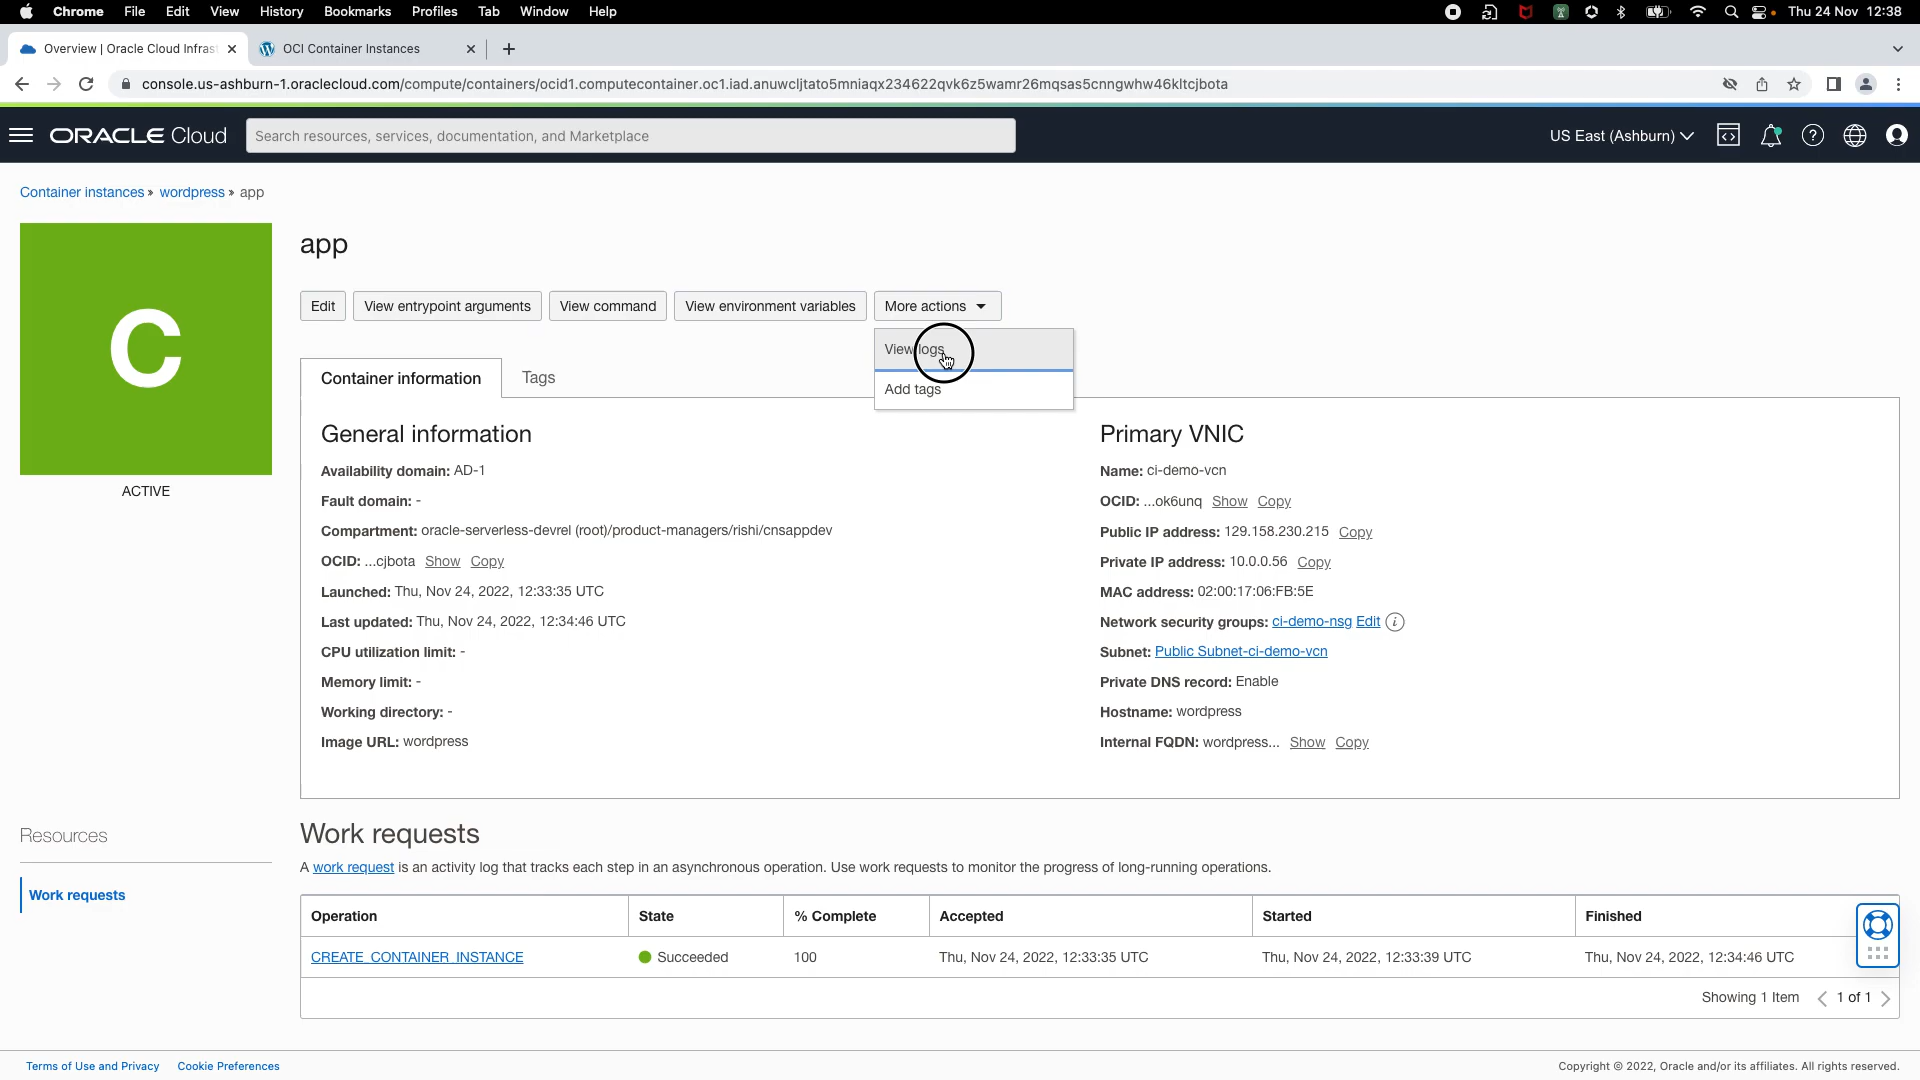 Chrome File Edit View History Bookmarks Profiles Tab Window Help Thu 24 Nov 12:38
Overview | Oracle Cloud Infras OCI Container Instances
console.us-ashburn-1.oraclecloud.com/compute/containers/ocid1.computecontainer.oc1.iad.anuwcljtato5mniaqx234622qvk6z5wamr26mqsas5cnngwhw46kltcjbota
ORACLE Cloud Search resources, services, documentation, and Marketplace US East (Ashburn)
Container instances » wordpress » app
C
ACTIVE
app
Edit View entrypoint arguments View command View environment variables More actions
View logs
Add tags
Container information Tags
General information
Availability domain: AD-1
Fault domain: -
Compartment: oracle-serverless-devrel (root)/product-managers/rishi/cnsappdev
OCID: ...cjbota Show Copy
Launched: Thu, Nov 24, 2022, 12:33:35 UTC
Last updated: Thu, Nov 24, 2022, 12:34:46 UTC
CPU utilization limit: -
Memory limit: -
Working directory: -
Image URL: wordpress
Primary VNIC
Name: ci-demo-vcn
OCID: ...ok6unq Show Copy
Public IP address: 129.158.230.215 Copy
Private IP address: 10.0.0.56 Copy
MAC address: 02:00:17:06:FB:5E
Network security groups: ci-demo-nsg Edit i
Subnet: Public Subnet-ci-demo-vcn
Private DNS record: Enable
Hostname: wordpress
Internal FQDN: wordpress... Show Copy
Resources
Work requests
Work requests
A work request is an activity log that tracks each step in an asynchronous operation. Use work requests to monitor the progress of long-running operations.
Operation State % Complete Accepted Started Finished
CREATE_CONTAINER_INSTANCE Succeeded 100 Thu, Nov 24, 2022, 12:33:35 UTC Thu, Nov 24, 2022, 12:33:39 UTC Thu, Nov 24, 2022, 12:34:46 UTC
Showing 1 Item 1 of 1
Terms of Use and Privacy Cookie Preferences Copyright © 2022, Oracle and/or its affiliates. All rights reserved.